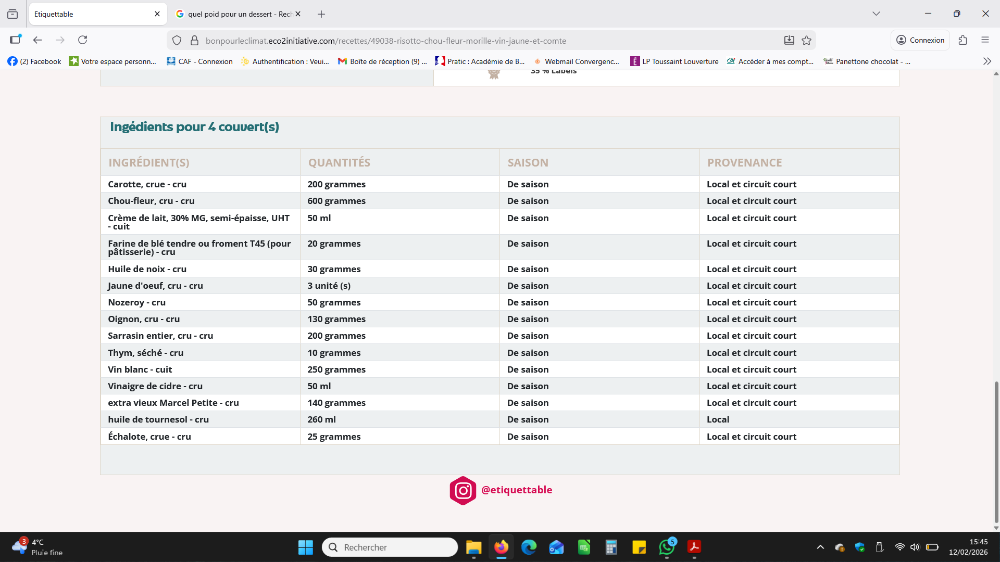 Etiquettable
quel poid pour un dessert - Rech
bonpourleclimat.eco2initiative.com/recettes/49038-risotto-chou-fleur-morille-vin-jaune-et-comte
Connexion
(2) Facebook
Votre espace personn...
CAF - Connexion
Authentification : Veui...
Boîte de réception (9) ...
Pratic : Académie de B...
Webmail Convergenc...
LP Toussaint Louverture
Accéder à mes compt...
Panettone chocolat - ...
35 % Labels
Ingédients pour 4 couvert(s)
INGRÉDIENT(S) QUANTITÉS SAISON PROVENANCE
Carotte, crue - cru 200 grammes De saison Local et circuit court
Chou-fleur, cru - cru 600 grammes De saison Local et circuit court
Crème de lait, 30% MG, semi-épaisse, UHT 50 ml De saison Local et circuit court
- cuit
Farine de blé tendre ou froment T45 (pour 20 grammes De saison Local et circuit court
pâtisserie) - cru
Huile de noix - cru 30 grammes De saison Local et circuit court
Jaune d'oeuf, cru - cru 3 unité (s) De saison Local et circuit court
Nozeroy - cru 50 grammes De saison Local et circuit court
Oignon, cru - cru 130 grammes De saison Local et circuit court
Sarrasin entier, cru - cru 200 grammes De saison Local et circuit court
Thym, séché - cru 10 grammes De saison Local et circuit court
Vin blanc - cuit 250 grammes De saison Local et circuit court
Vinaigre de cidre - cru 50 ml De saison Local et circuit court
extra vieux Marcel Petite - cru 140 grammes De saison Local et circuit court
huile de tournesol - cru 260 ml De saison Local
Échalote, crue - cru 25 grammes De saison Local et circuit court
@etiquettable
3
4°C
Pluie fine
Rechercher
5
15:45
12/02/2026